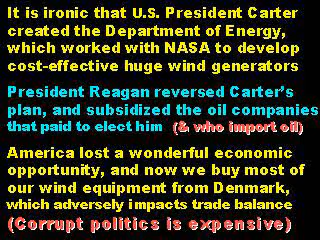 It is ironic that U.S. President Carter
created the Department of Energy,
which worked with NASA to develop
cost-effective huge wind generators
President Reagan reversed Carter's
plan, and subsidized the oil companies
that paid to elect him (& who import oil)
America lost a wonderful economic
opportunity, and now we buy most of
our wind equipment from Denmark,
which adversely impacts trade balance
(Corrupt politics is expensive)